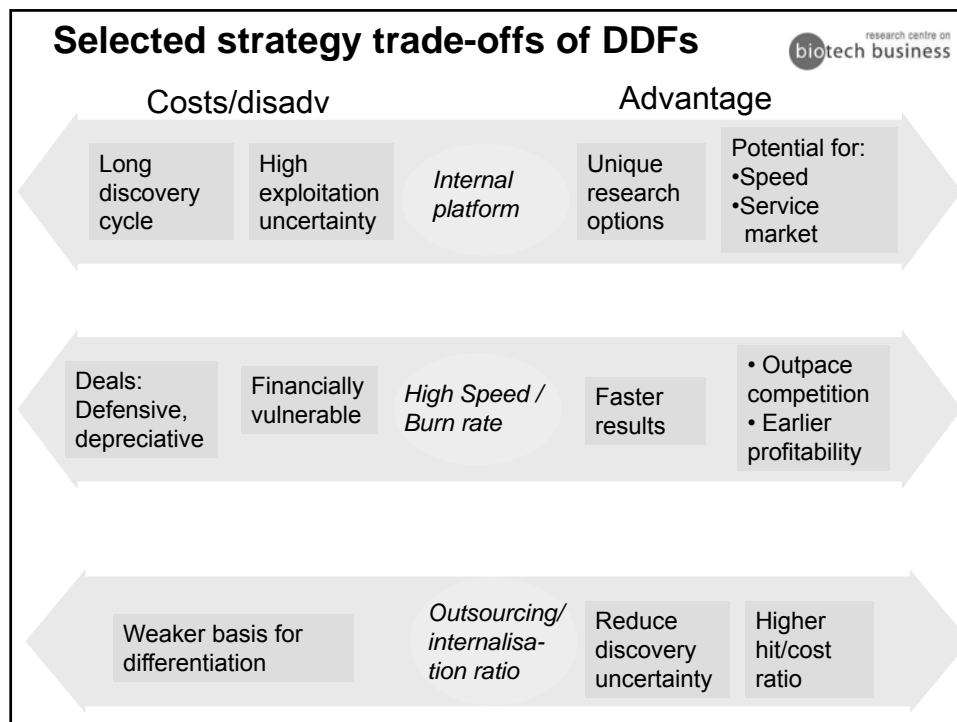 Selected strategy trade-offs of DDFs
research centre on
biotech business
Costs/disadv
Advantage
Long
discovery
cycle
High
exploitation
uncertainty
Internal
platform
Unique
research
options
Potential for:
•Speed
•Service
market
Deals:
Defensive,
depreciative
Financially
vulnerable
High Speed /
Burn rate
Faster
results
• Outpace
competition
• Earlier
profitability
Weaker basis for
differentiation
Outsourcing/
internalisa-
tion ratio
Reduce
discovery
uncertainty
Higher
hit/cost
ratio